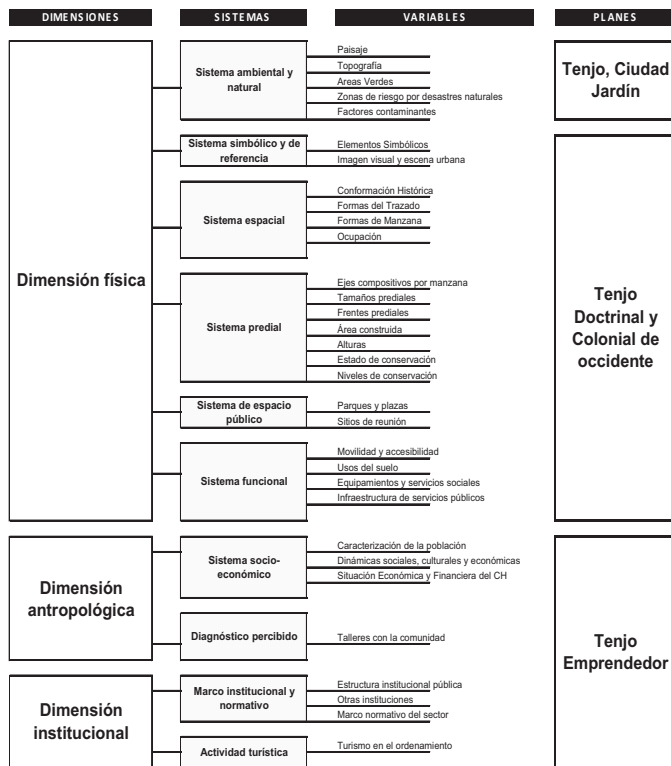 DIMENSIONES
SISTEMAS
VARIABLES
PLANES
Dimensión física
Sistema ambiental y
natural
Paisaje
Topografía
Areas Verdes
Zonas de riesgo por desastres naturales
Factores contaminantes
Tenjo, Ciudad
Jardín
Sistema simbólico y de
referencia
Elementos Simbólicos
Imagen visual y escena urbana
Sistema espacial
Conformación Histórica
Formas del Trazado
Formas de Manzana
Ocupación
Sistema predial
Ejes compositivos por manzana
Tamaños prediales
Frentes prediales
Área construida
Alturas
Estado de conservación
Niveles de conservación
Sistema de espacio
público
Parques y plazas
Sitios de reunión
Sistema funcional
Movilidad y accesibilidad
Usos del suelo
Equipamientos y servicios sociales
Infraestructura de servicios públicos
Tenjo
Doctrinal y
Colonial de
occidente
Dimensión
antropológica
Sistema socio-
económico
Caracterización de la población
Dinámicas sociales, culturales y económicas
Situación Económica y Financiera del CH
Diagnóstico percibido
Talleres con la comunidad
Dimensión
institucional
Marco institucional y
normativo
Estructura institucional pública
Otras instituciones
Marco normativo del sector
Actividad turística
Turismo en el ordenamiento
Tenjo
Emprendedor